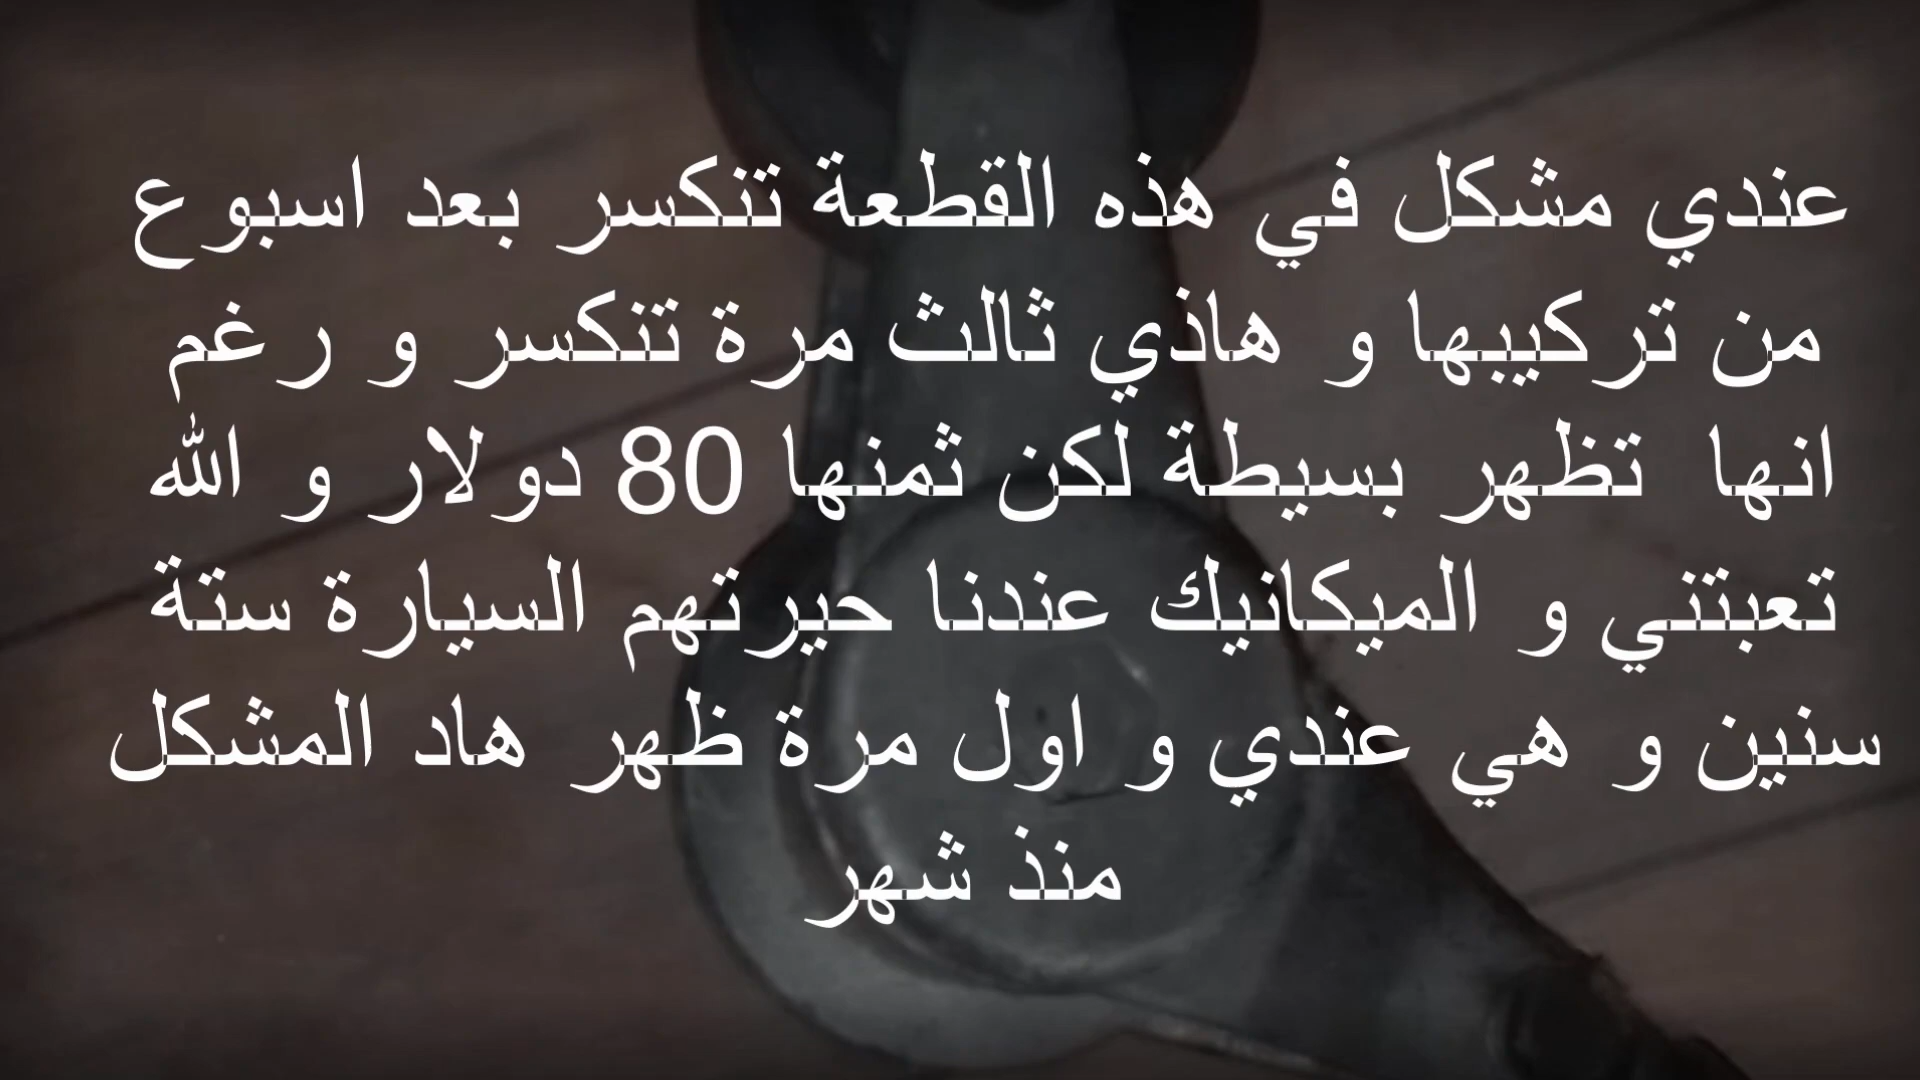 عندي مشكل في هذه القطعة تنكسر بعد اسبوع
من تركيبها و هاذي ثالث مرة تنكسر و رغم
انها تظهر بسيطة لكن ثمنها 80 دولار و الله
تعبتني و الميكانيك عندنا حيرتهم السيارة ستة
سنين و هي عندي و اول مرة ظهر هاد المشكل
منذ شهر